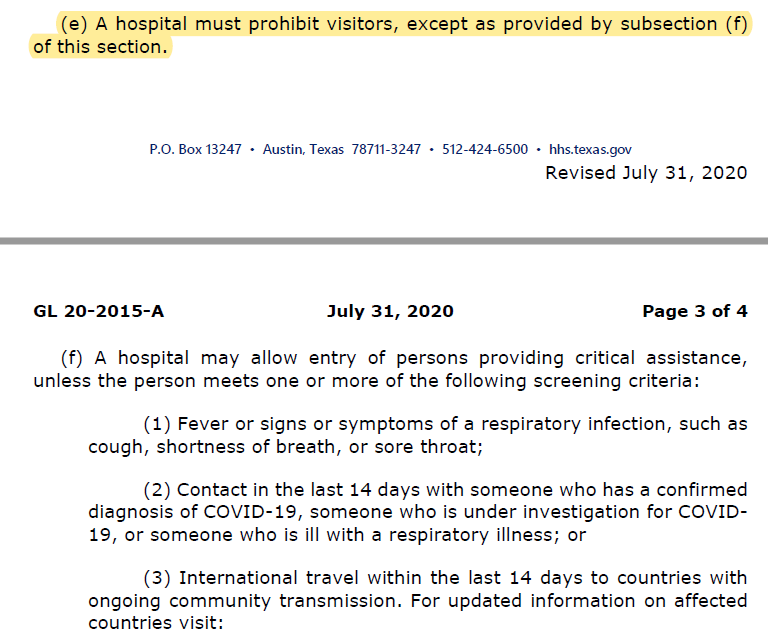 (e) A hospital must prohibit visitors, except as provided by subsection (f)
of this section.
P.O. Box 13247 • Austin, Texas 78711-3247 • 512-424-6500 • hhs.texas.gov
Revised July 31, 2020
GL 20-2015-A July 31, 2020 Page 3 of 4
(f) A hospital may allow entry of persons providing critical assistance,
unless the person meets one or more of the following screening criteria:
(1) Fever or signs or symptoms of a respiratory infection, such as
cough, shortness of breath, or sore throat;
(2) Contact in the last 14 days with someone who has a confirmed
diagnosis of COVID-19, someone who is under investigation for COVID-
19, or someone who is ill with a respiratory illness; or
(3) International travel within the last 14 days to countries with
ongoing community transmission. For updated information on affected
countries visit: